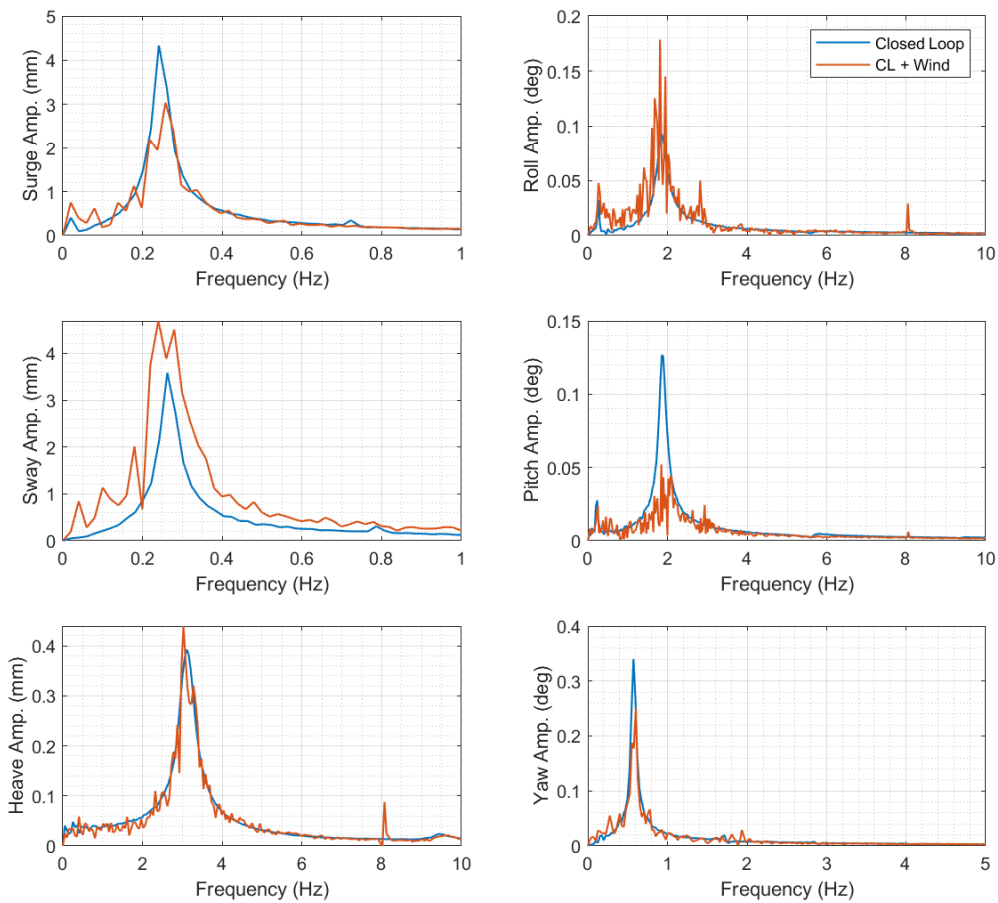 Surge Amp. (mm)
5
4
3
2
1
0
0 0.2 0.4 0.6 0.8 1
Frequency (Hz)
Roll Amp. (deg)
0.2
0.15
0.1
0.05
0
0 2 4 6 8 10
Frequency (Hz)
Closed Loop
CL + Wind
Sway Amp. (mm)
4
3
2
1
0
0 0.2 0.4 0.6 0.8 1
Frequency (Hz)
Pitch Amp. (deg)
0.15
0.1
0.05
0
0 2 4 6 8 10
Frequency (Hz)
Heave Amp. (mm)
0.4
0.3
0.2
0.1
0
0 2 4 6 8 10
Frequency (Hz)
Yaw Amp. (deg)
0.4
0.3
0.2
0.1
0
0 1 2 3 4 5
Frequency (Hz)